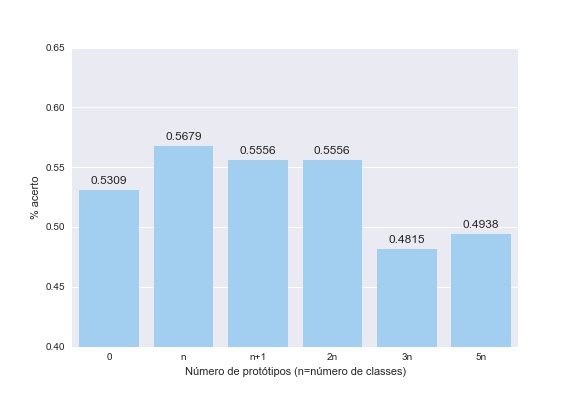 0.65
0.60
0.55
0.50
0.45
0.40
% acerto
0.5309
0.5679
0.5556
0.5556
0.4815
0.4938
0
n
n+1
2n
3n
5n
Número de protótipos (n=número de classes)